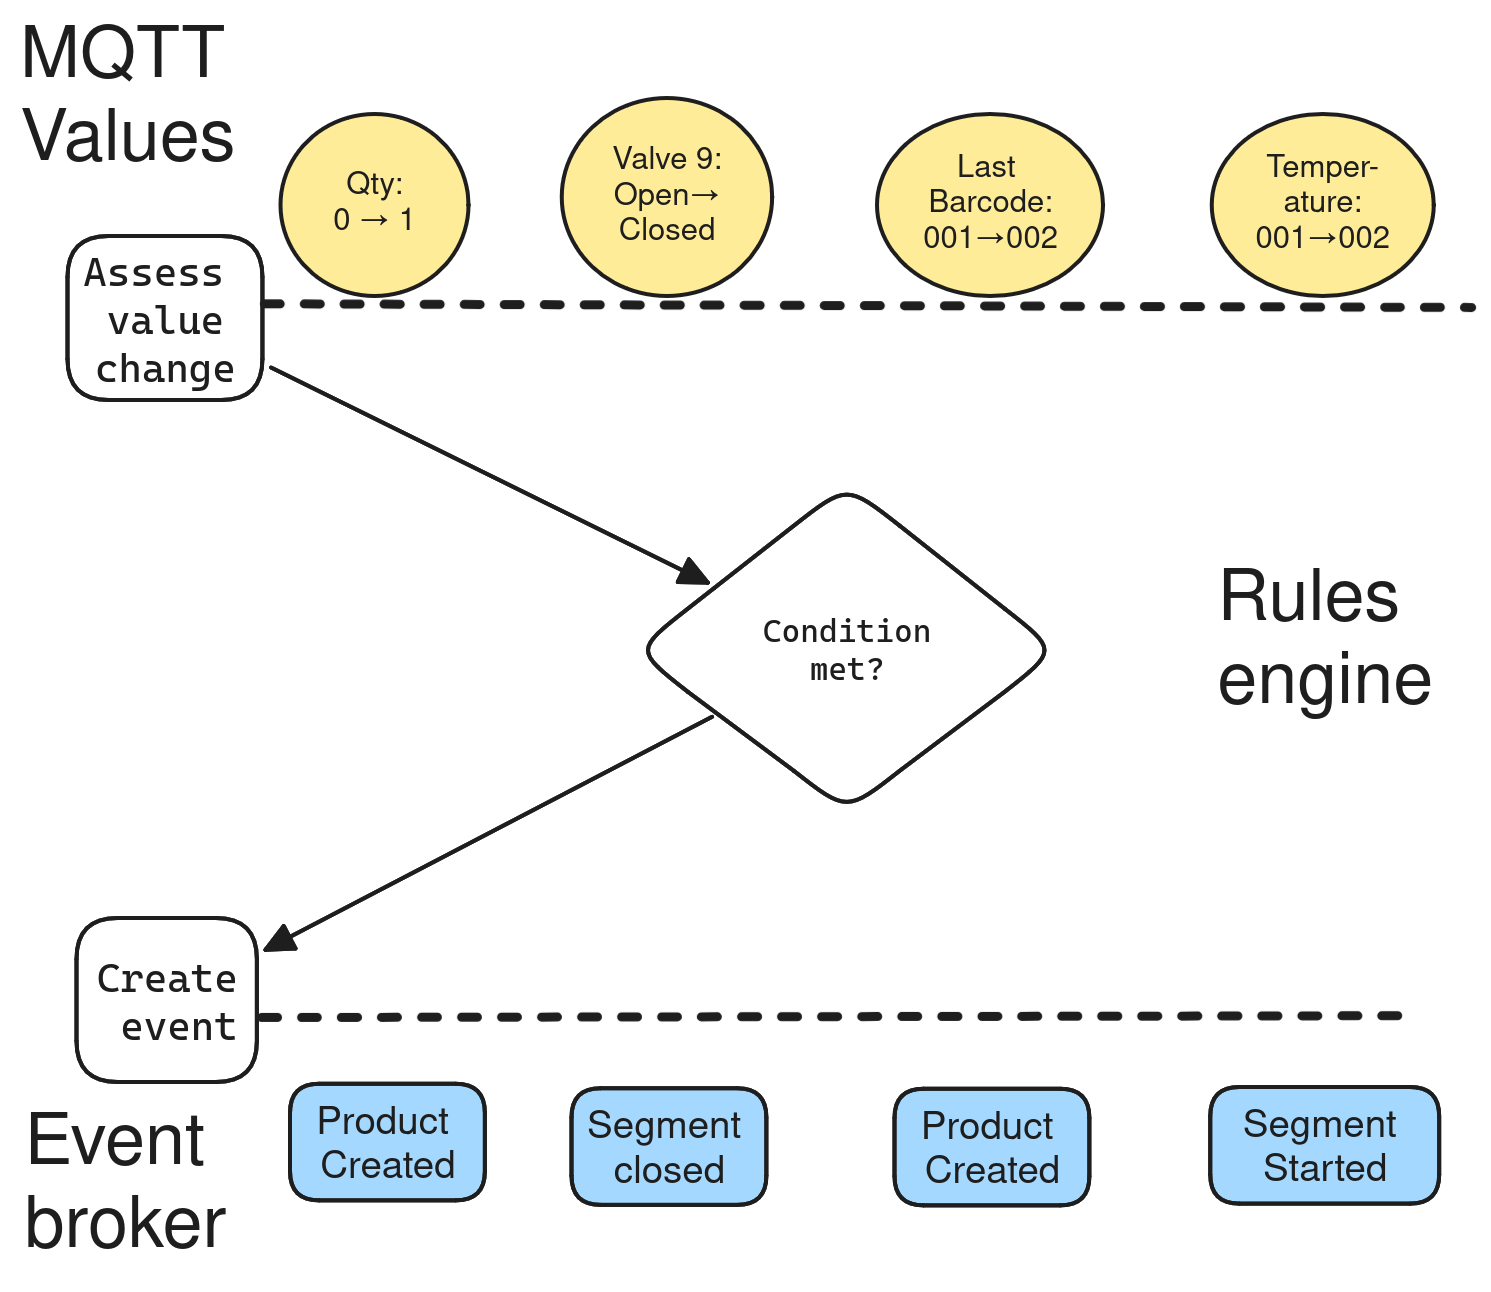 MQTT
Values
Qty:
0 → 1
Valve 9:
Open→
Closed
Last
Barcode:
001→002
Temper-
ature:
001→002
Assess
value
change
Condition
met?
Rules
engine
Create
event
Event
broker
Product
Created
Segment
closed
Product
Created
Segment
Started